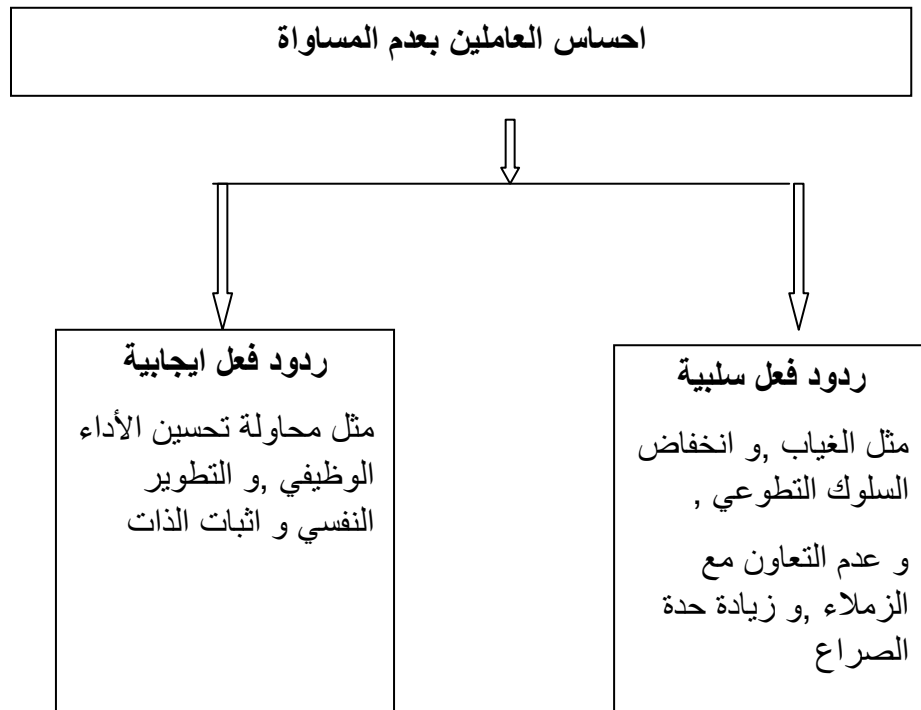 احساس العاملين بعدم المساواة
ردود فعل سلبية
مثل الغياب ,و انخفاض
السلوك التطوعي ,
و عدم التعاون مع
الزملاء ,و زيادة حدة
الصراع
ردود فعل ايجابية
مثل محاولة تحسين الأداء
الوظيفي ,و التطوير
النفسي و اثبات الذات